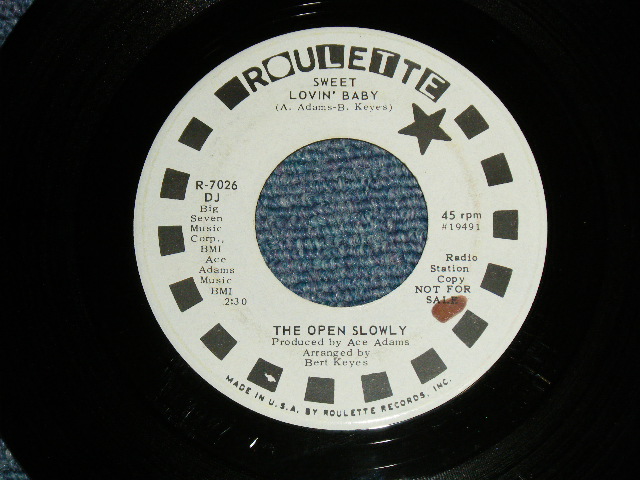 ROULETTE
SWEET
LOVIN' BABY
(A. Adams-B. Keyes)
R-7026
DJ
Big
Seven
Music
Corp.,
BMI
Ace
Adams
Music
BMI
2:30
45 rpm
#19491
Radio
Station
Copy
NOT FOR
SALE
THE OPEN SLOWLY
Produced by Ace Adams
Arranged by
Bert Keyes
MADE IN U.S.A. BY ROULETTE RECORDS, INC.